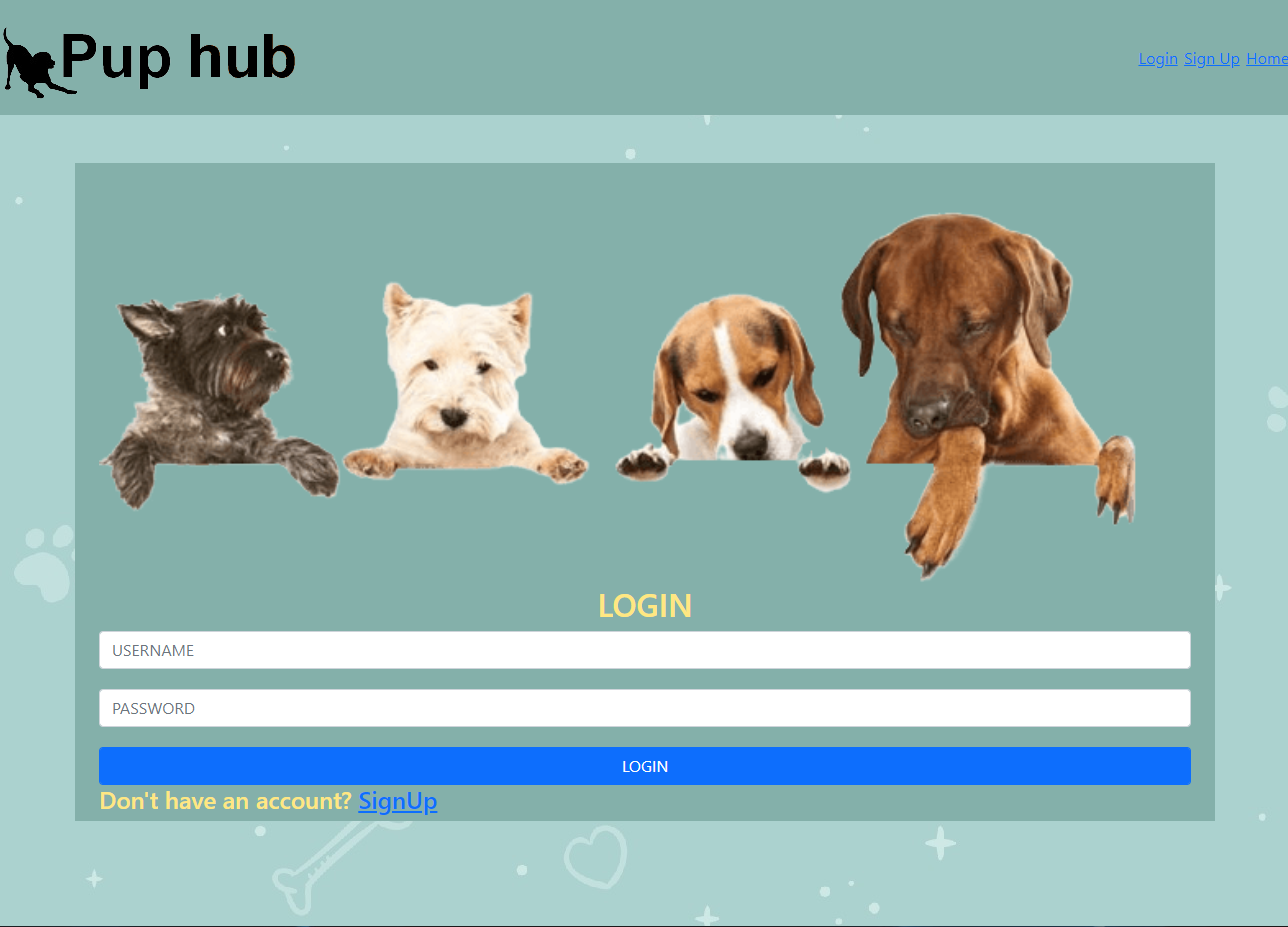 Pup hub
Login Sign Up Home
LOGIN
USERNAME
PASSWORD
LOGIN
Don't have an account? SignUp